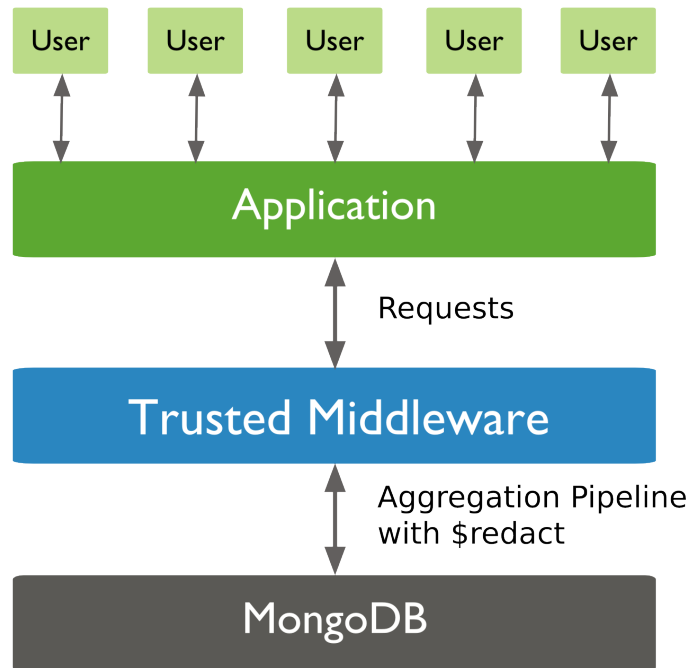 User User User User User
Application
Requests
Trusted Middleware
Aggregation Pipeline
with $redact
MongoDB